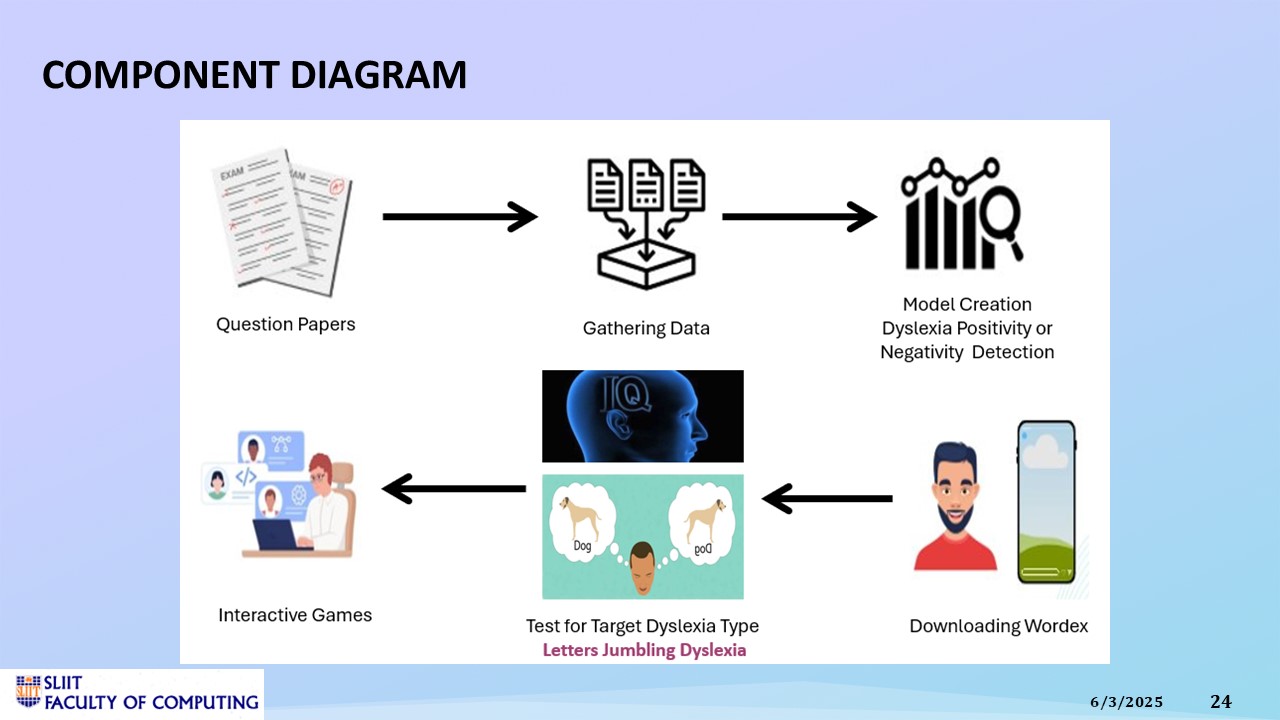 COMPONENT DIAGRAM
EXAM
EXAM
A+
Question Papers
Gathering Data
Model Creation
Dyslexia Positivity or
Negativity Detection
IQ
Dog
Dog
</>
Interactive Games
Test for Target Dyslexia Type
Letters Jumbling Dyslexia
Downloading Wordex
SLIIT
SLIIT
FACULTY OF COMPUTING
6/3/2025
24